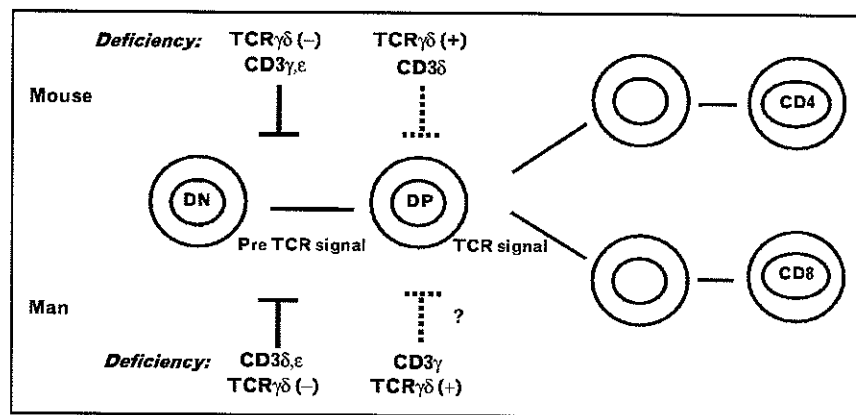 Deficiency: TCRγδ (−) TCRγδ (+)
CD3γ,ε CD3δ
Mouse
CD4
DN DP
Pre TCR signal TCR signal
CD8
Man
?
Deficiency: CD3δ,ε CD3γ
TCRγδ (−) TCRγδ (+)